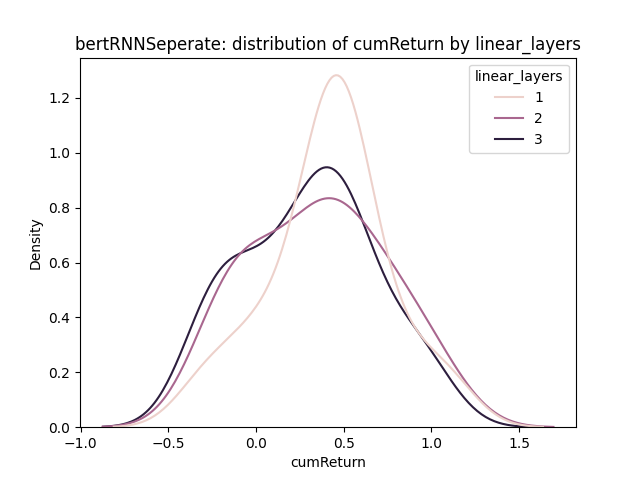 bertRNNSeperate: distribution of cumReturn by linear_layers
linear_layers
1
2
3
Density
1.2
1.0
0.8
0.6
0.4
0.2
0.0
−1.0 −0.5 0.0 0.5 1.0 1.5
cumReturn